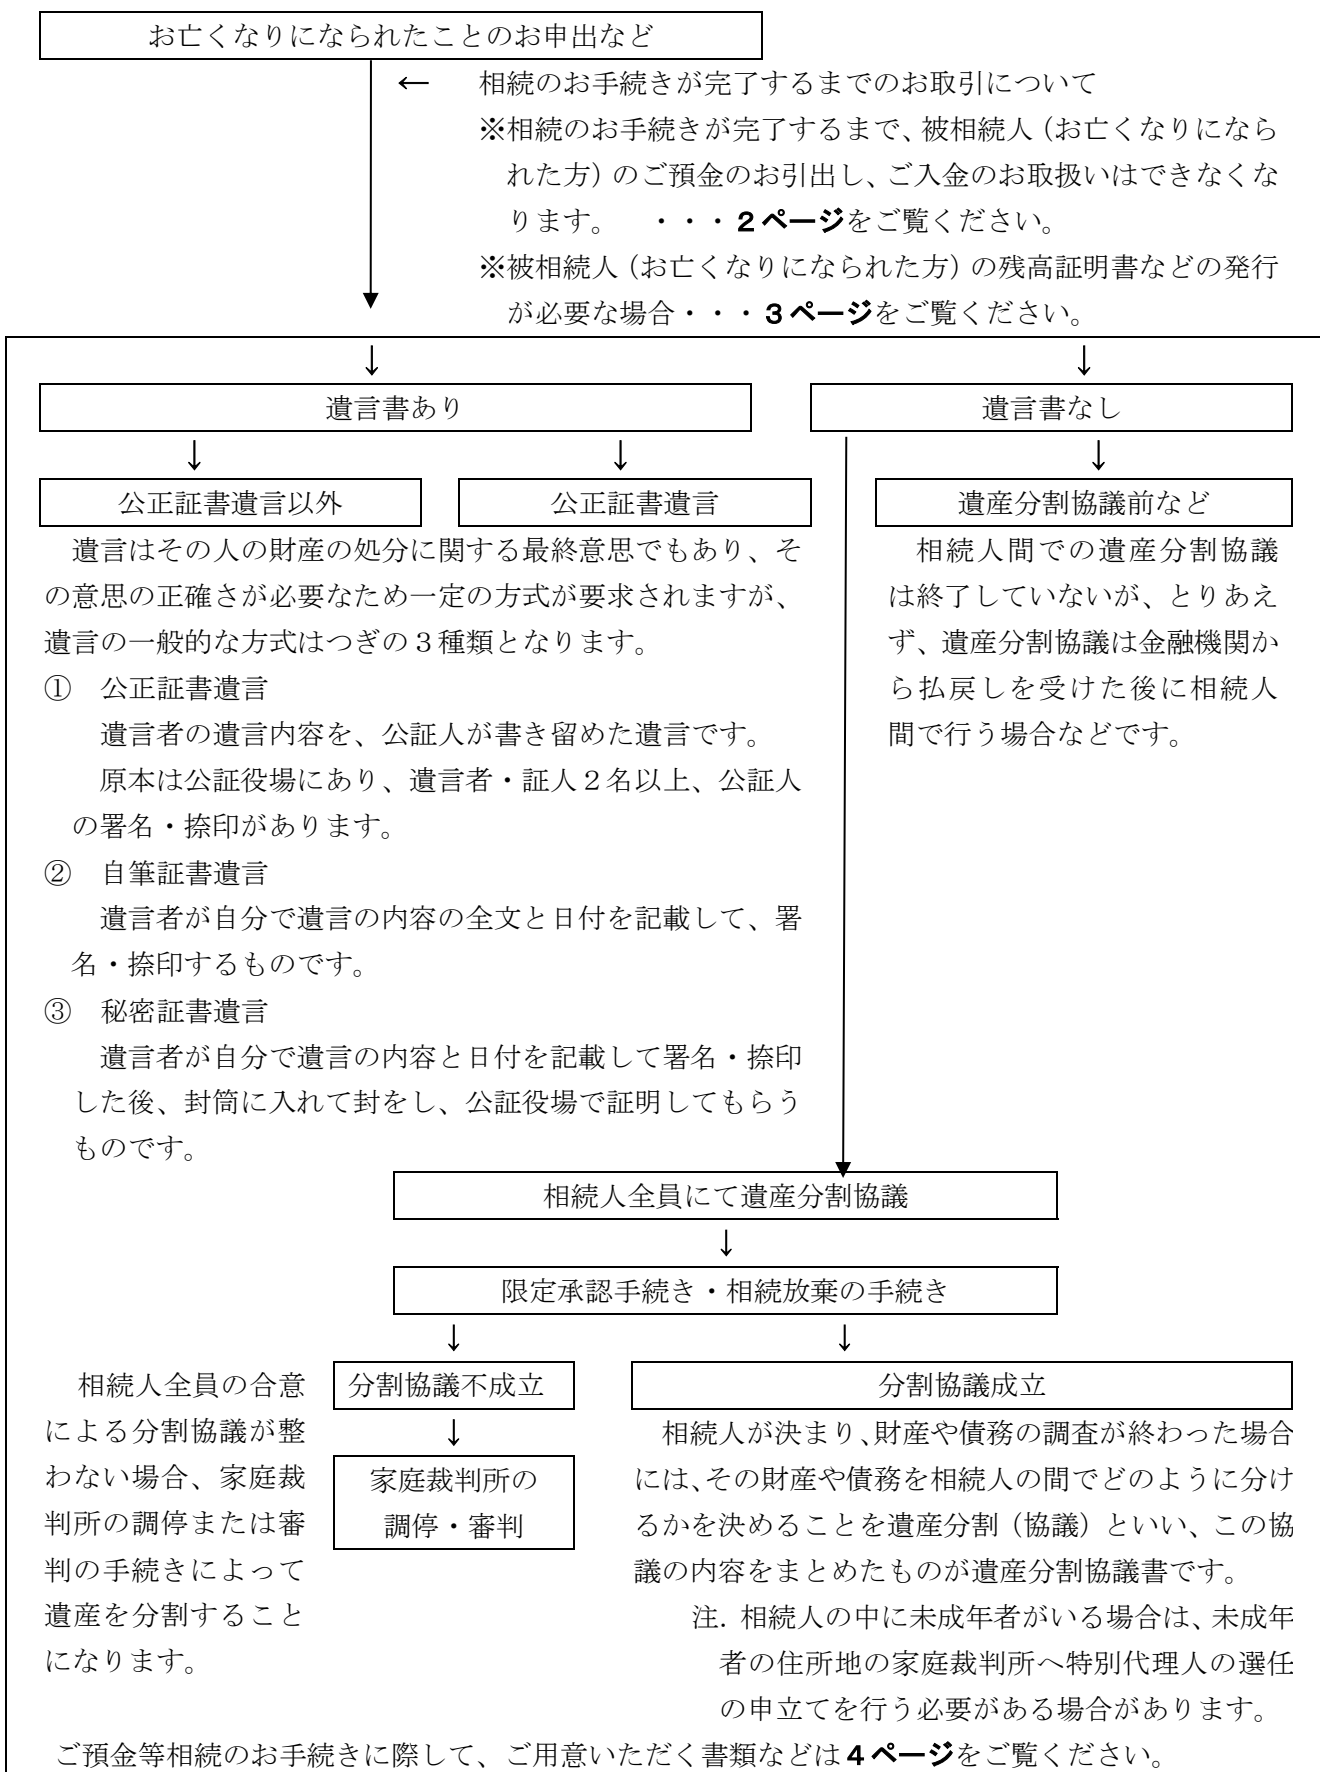 お亡くなりになられたことのお申出など
← 相続のお手続きが完了するまでのお取引について
※相続のお手続きが完了するまで、被相続人（お亡くなりになら
れた方）のご預金のお引出し、ご入金のお取扱いはできなくな
ります。 ・・・２ページをご覧ください。
※被相続人（お亡くなりになられた方）の残高証明書などの発行
が必要な場合・・・３ページをご覧ください。
↓ ↓
遺言書あり
遺言書なし
↓ ↓ ↓
公正証書遺言以外
公正証書遺言
遺産分割協議前など
遺言はその人の財産の処分に関する最終意思でもあり、そ
の意思の正確さが必要なため一定の方式が要求されますが、
遺言の一般的な方式はつぎの３種類となります。
① 公正証書遺言
遺言者の遺言内容を、公証人が書き留めた遺言です。
原本は公証役場にあり、遺言者・証人２名以上、公証人
の署名・捺印があります。
② 自筆証書遺言
遺言者が自分で遺言の内容の全文と日付を記載して、署
名・捺印するものです。
③ 秘密証書遺言
遺言者が自分で遺言の内容と日付を記載して署名・捺印
した後、封筒に入れて封をし、公証役場で証明してもらう
ものです。
相続人間での遺産分割協議
は終了していないが、とりあえ
ず、遺産分割協議は金融機関か
ら払戻しを受けた後に相続人
間で行う場合などです。
相続人全員にて遺産分割協議
↓
限定承認手続き・相続放棄の手続き
↓ ↓
相続人全員の合意
による分割協議が整
わない場合、家庭裁
判所の調停または審
判の手続きによって
遺産を分割すること
になります。
分割協議不成立
↓
家庭裁判所の
調停・審判
分割協議成立
相続人が決まり、財産や債務の調査が終わった場合
には、その財産や債務を相続人の間でどのように分け
るかを決めることを遺産分割（協議）といい、この協
議の内容をまとめたものが遺産分割協議書です。
注．相続人の中に未成年者がいる場合は、未成年
者の住所地の家庭裁判所へ特別代理人の選任
の申立てを行う必要がある場合があります。
ご預金等相続のお手続きに際して、ご用意いただく書類などは４ページをご覧ください。